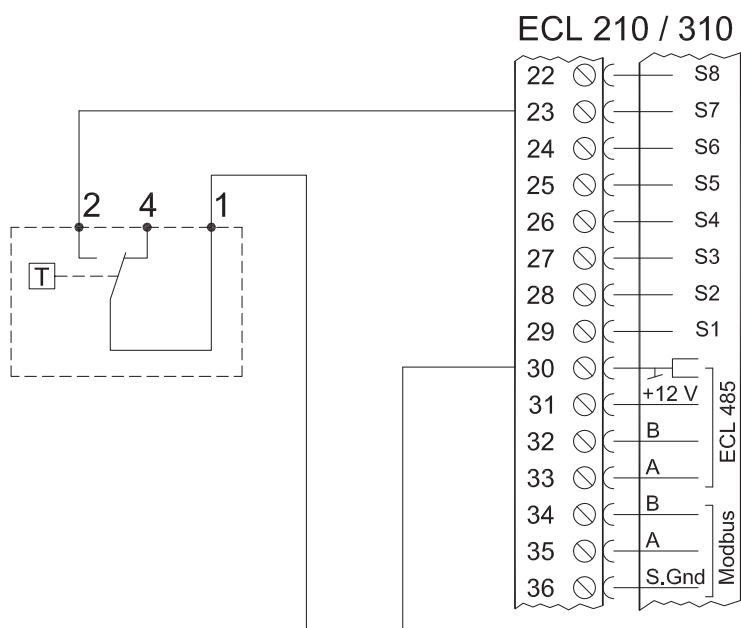 ECL 210 / 310
22 S8
23 S7
24 S6
25 S5
26 S4
27 S3
28 S2
29 S1
30
31 +12 V
32 B
33 A
34 B
35 A
36 S.Gnd
ECL 485
Modbus
2 4 1
T